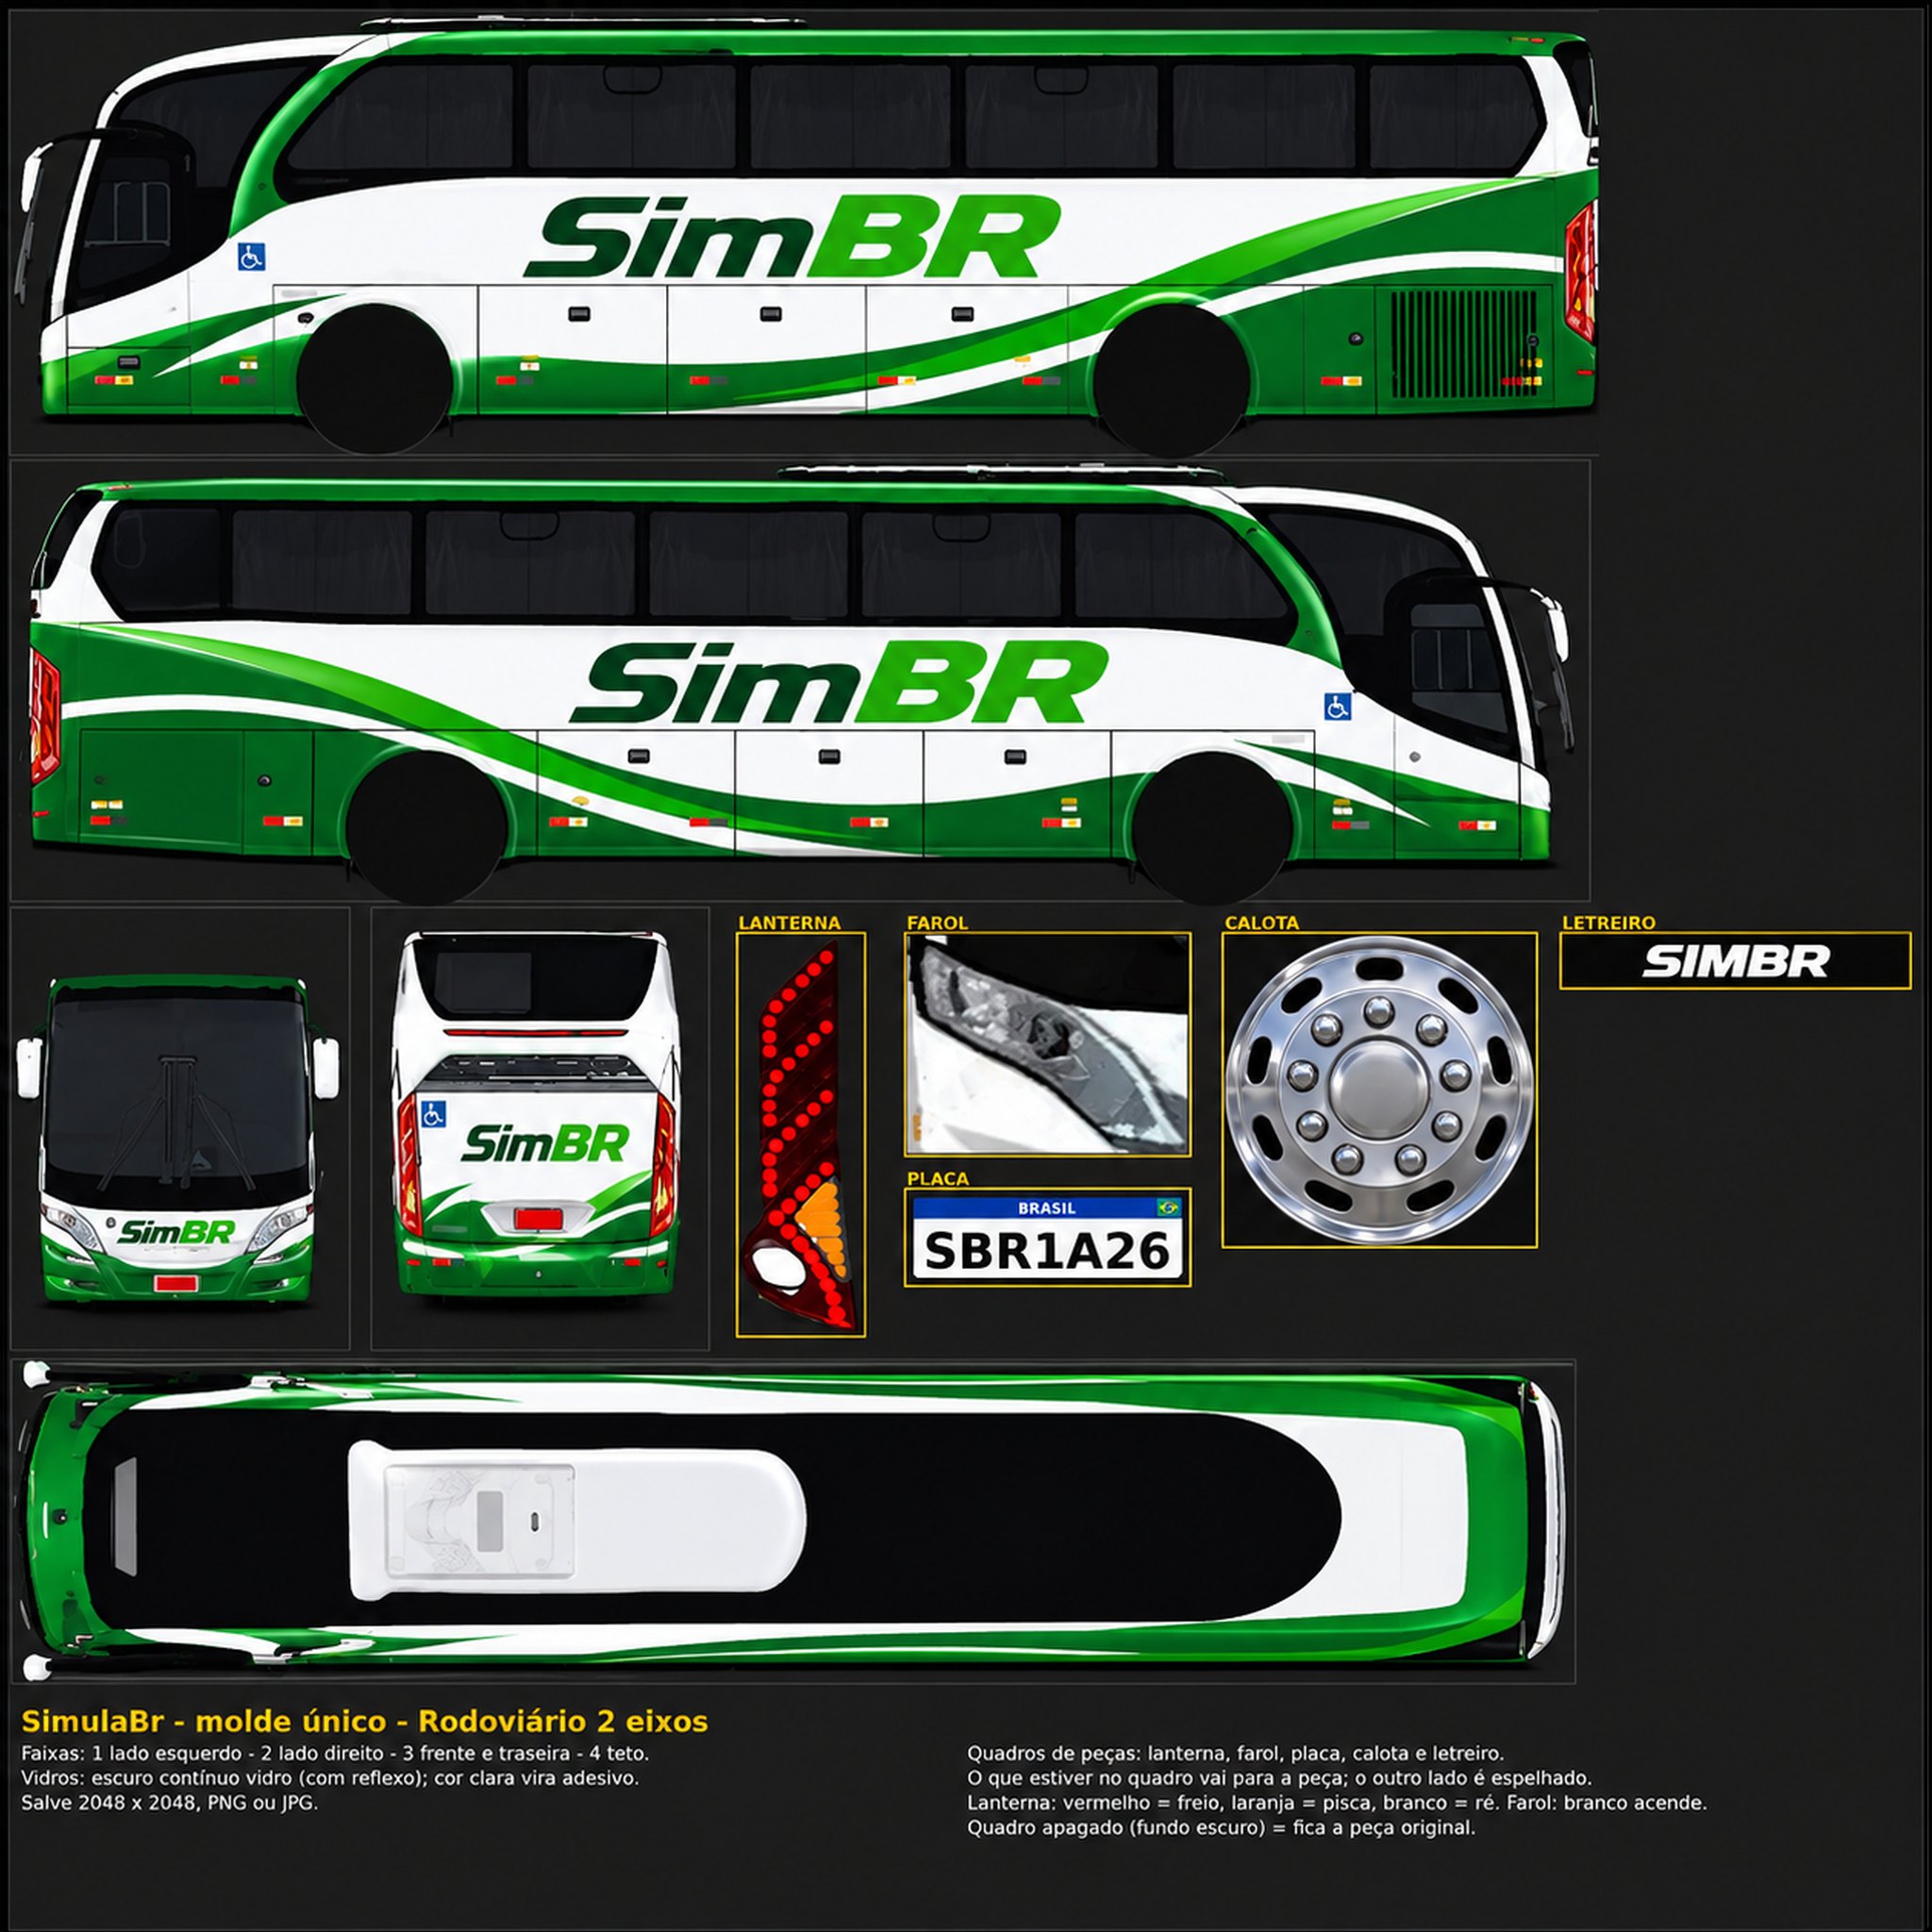 SimBR
SimBR
LANTERNA
FAROL
CALOTA
LETREIRO
SIMBR
SimBR
SimBR
PLACA
BRASIL
SBR1A26
SimulaBr - molde único - Rodoviário 2 eixos
Faixas: 1 lado esquerdo - 2 lado direito - 3 frente e traseira - 4 teto.
Vidros: escuro contínuo vidro (com reflexo); cor clara vira adesivo.
Salve 2048 x 2048, PNG ou JPG.
Quadros de peças: lanterna, farol, placa, calota e letreiro.
O que estiver no quadro vai para a peça; o outro lado é espelhado.
Lanterna: vermelho = freio, laranja = pisca, branco = ré. Farol: branco acende.
Quadro apagado (fundo escuro) = fica a peça original.